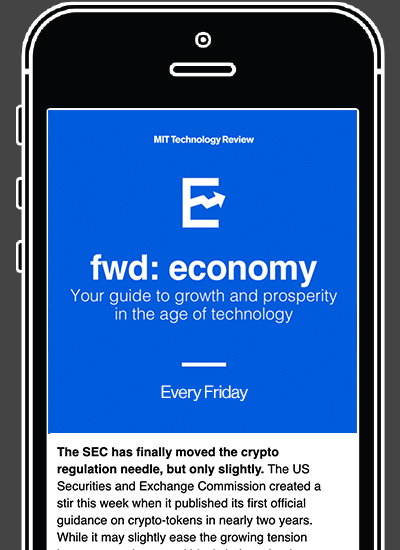 MIT Technology Review
fwd: economy
Your guide to growth and prosperity
in the age of technology
Every Friday
The SEC has finally moved the crypto
regulation needle, but only slightly. The US
Securities and Exchange Commission created a
stir this week when it published its first official
guidance on crypto-tokens in nearly two years.
While it may slightly ease the growing tension